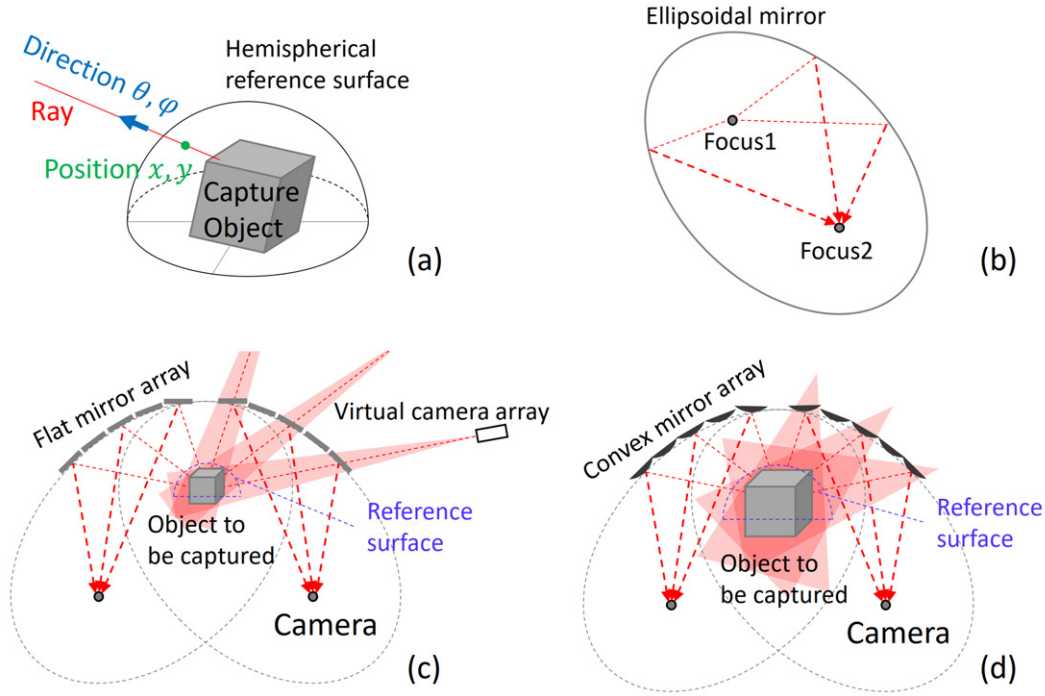 Direction θ, φ
Ray
Position x, y
Hemispherical
reference surface
Capture
Object
(a)
Ellipsoidal mirror
Focus1
Focus2
(b)
Flat mirror array
Virtual camera array
Reference
surface
Object to
be captured
Camera
(c)
Convex mirror array
Reference
surface
Object to
be captured
Camera
(d)